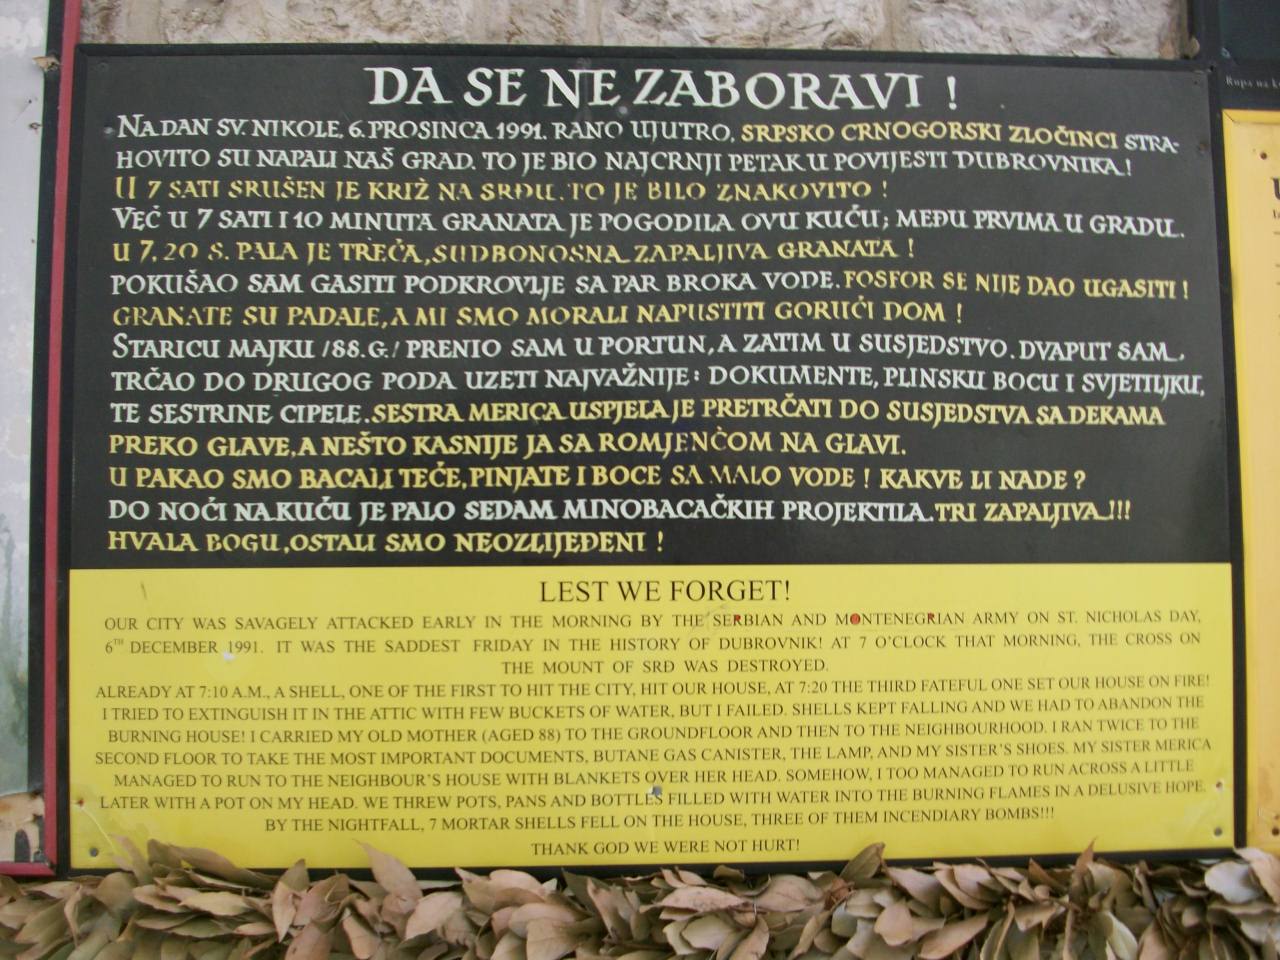 DA SE NE ZABORAVI !
NA DAN SV. NIKOLE, 6. PROSINCA 1991. RANO UJUTRO, SRPSKO CRNOGORSKI ZLOČINCI STRA-
HOVITO SU NAPALI NAŠ GRAD. TO JE BIO NAJCRNJI PETAK U POVIJESTI DUBROVNIKA!
U 7 SATI SRUŠEN JE KRIŽ NA SRĐU. TO JE BILO ZNAKOVITO !
VEĆ U 7 SATI I 10 MINUTA GRANATA JE POGODILA OVU KUĆU; MEĐU PRVIMA U GRADU.
U 7,20 S. PALA JE TREĆA, SUDBONOSNA ZAPALJIVA GRANATA !
POKUŠAO SAM GASITI PODKROVLJE SA PAR BROKA VODE. FOSFOR SE NIJE DAO UGASITI !
GRANATE SU PADALE, A MI SMO MORALI NAPUSTITI GORUĆI DOM !
STARICU MAJKU /88.G./ PRENIO SAM U PORTUN, A ZATIM U SUSJEDSTVO. DVAPUT SAM
TRČAO DO DRUGOG PODA UZETI NAJVAŽNIJE: DOKUMENTE, PLINSKU BOCU I SVJETILJKU,
TE SESTRINE CIPELE. SESTRA MERICA USPJELA JE PRETRČATI DO SUSJEDSTVA SA DEKAMA
PREKO GLAVE, A NEŠTO KASNIJE JA SA ROMJENČOM NA GLAVI.
U PAKAO SMO BACALI TEĆE, PINJATE I BOCE SA MALO VODE ! KAKVE LI NADE ?
DO NOĆI NA KUĆU JE PALO SEDAM MINOBACAČKIH PROJEKTILA. TRI ZAPALJIVA !!!
HVALA BOGU, OSTALI SMO NEOZLIJEĐENI !
LEST WE FORGET!
OUR CITY WAS SAVAGELY ATTACKED EARLY IN THE MORNING BY THE SERBIAN AND MONTENEGRIAN ARMY ON ST. NICHOLAS DAY,
6TH DECEMBER 1991. IT WAS THE SADDEST FRIDAY IN THE HISTORY OF DUBROVNIK! AT 7 O'CLOCK THAT MORNING, THE CROSS ON
THE MOUNT OF SRĐ WAS DESTROYED.
ALREADY AT 7:10 A.M., A SHELL, ONE OF THE FIRST TO HIT THE CITY, HIT OUR HOUSE, AT 7:20 THE THIRD FATEFUL ONE SET OUR HOUSE ON FIRE!
I TRIED TO EXTINGUISH IT IN THE ATTIC WITH FEW BUCKETS OF WATER, BUT I FAILED. SHELLS KEPT FALLING AND WE HAD TO ABANDON THE
BURNING HOUSE! I CARRIED MY OLD MOTHER (AGED 88) TO THE GROUNDFLOOR AND THEN TO THE NEIGHBOURHOOD. I RAN TWICE TO THE
SECOND FLOOR TO TAKE THE MOST IMPORTANT DOCUMENTS, BUTANE GAS CANISTER, THE LAMP, AND MY SISTER'S SHOES. MY SISTER MERICA
MANAGED TO RUN TO THE NEIGHBOUR'S HOUSE WITH BLANKETS OVER HER HEAD. SOMEHOW, I TOO MANAGED TO RUN ACROSS A LITTLE
LATER WITH A POT ON MY HEAD. WE THREW POTS, PANS AND BOTTLES FILLED WITH WATER INTO THE BURNING FLAMES IN A DELUSIVE HOPE.
BY THE NIGHTFALL, 7 MORTAR SHELLS FELL ON THE HOUSE, THREE OF THEM INCENDIARY BOMBS!!!
THANK GOD WE WERE NOT HURT!